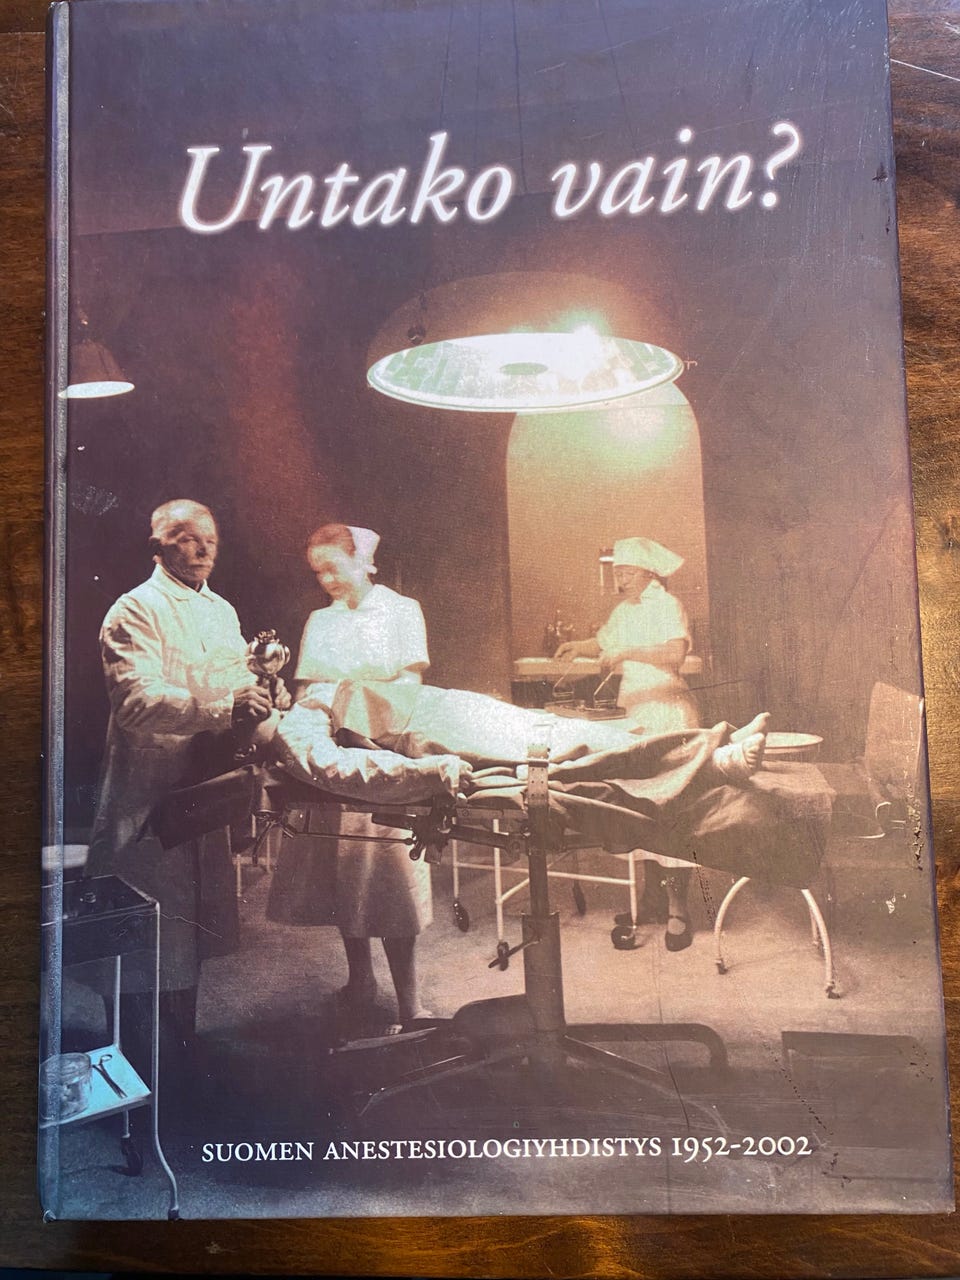 Untako vain?
SUOMEN ANESTESIOLOGIYHDISTYS 1952-2002